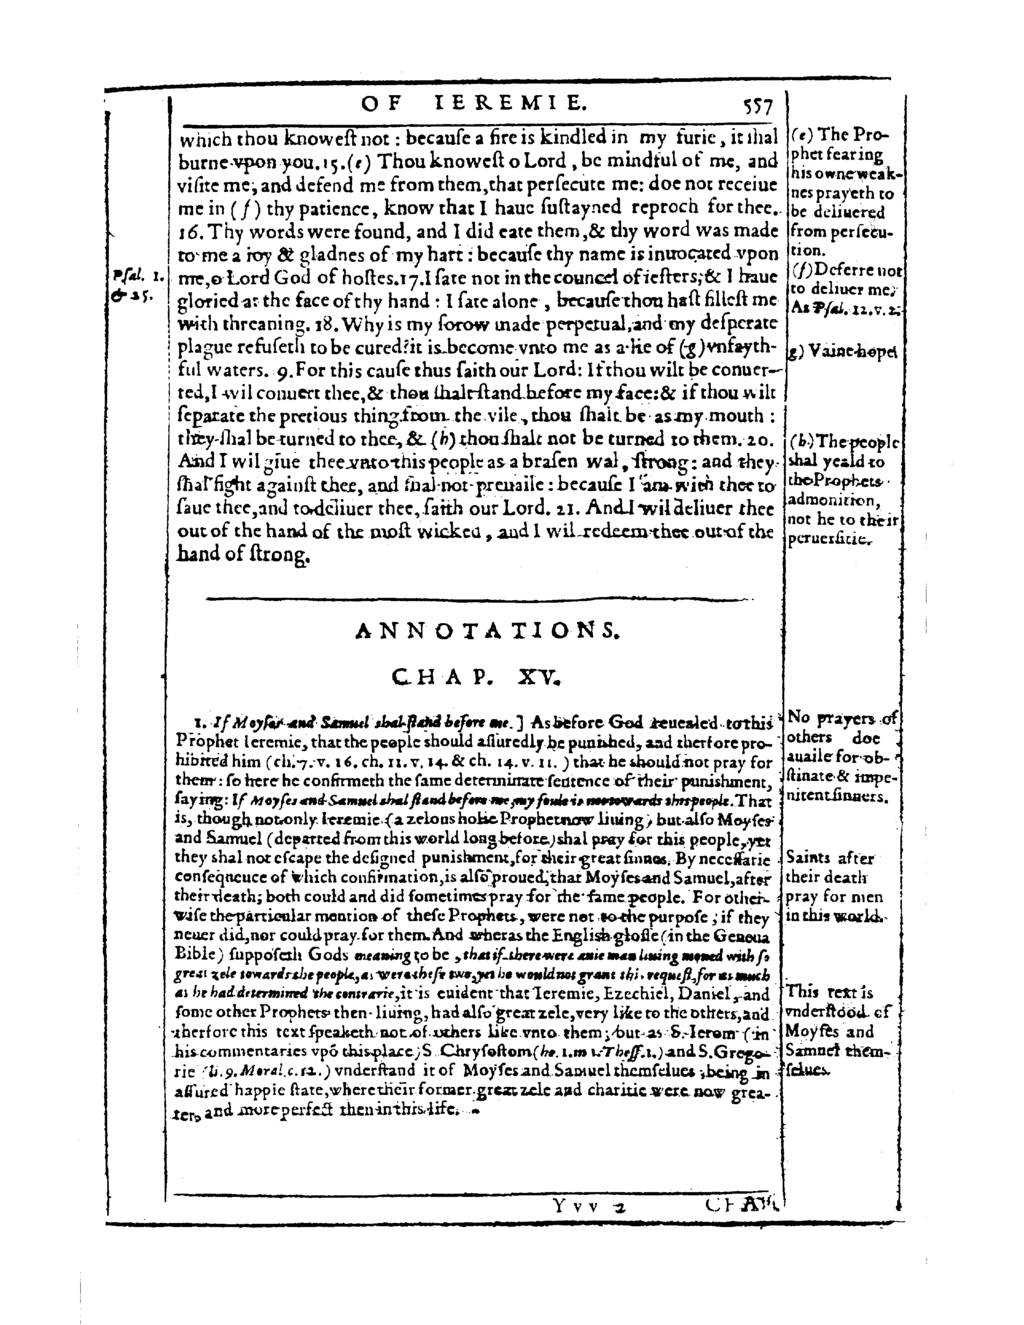 OF IEREMIE.
557
which thou knoweſt not : becauſe a fire is kindled in my furie, it ſhal
burne vpon you. 15. (e) Thou knoweſt o Lord, be mindful of me, and
viſite me, and defend me from them, that perſecute me: doe not receiue
me in (f) thy patience, know that I haue ſuſtayned reproch for thee.
16. Thy words were found, and I did eate them, & thy word was made
to me a ioy & gladnes of my hart : becauſe thy name is inuocated vpon
me, o Lord God of hoſtes. 17. I ſate not in the councel of ieſters, & I haue
gloried at the face of thy hand : I ſate alone, becauſe thou haſt filleſt me
with threaning. 18. Why is my ſorow made perpetual, and my deſperate
plague refuſeth to be cured? it is become vnto me as a lie of (g) vnfayth-
ful waters. 9. For this cauſe thus ſaith our Lord: If thou wilt be conuer-
ted, I wil conuert thee, & thou ſhalt ſtand before my face: & if thou wilt
ſeparate the pretious thing from the vile, thou ſhalt be as my mouth :
they ſhal be turned to thee, & (h) thou ſhalt not be turned to them. 20.
And I wil giue thee vnto this people as a braſen wal, ſtrong: and they
ſhal fight againſt thee, and ſhal not preuaile : becauſe I am with thee to
ſaue thee, and to deliuer thee, ſaith our Lord. 21. And I wil deliuer thee
out of the hand of the moſt wicked, and I wil redeem thee out of the
hand of ſtrong.
Pſal. 1.
& 25.
(e) The Pro-
phet fearing
his owne weak-
nes prayeth to
be deliuered
from perſecu-
tion.
(f) Deferre not
to deliuer me,
As Pſal. 12. v. 2.
g) Vaine hope
(h) The people
shal yeald to
the Prophets
admonition,
not he to their
peruerſitie.
ANNOTATIONS.
CHAP. XV.
1. If Moyſes and Samuel shal ſtand before me.] As before God reuealed to this
Prophet Ieremie, that the people should aſſuredly be punished, and therfore pro-
hibited him (ch. 7. v. 16. ch. 11. v. 14. & ch. 14. v. 11.) that he should not pray for
them : ſo here he confirmeth the ſame determinate ſentence of their punishment,
ſaying: If Moyſes and Samuel shal ſtand before me, my ſoule is not towards this people. That
is, though not only Ieremie (a zelous holie Prophet now liuing) but alſo Moyſes
and Samuel (departed from this world long before) shal pray for this people, yet
they shal not eſcape the deſigned punishment, for their great ſinnes. By neceſſarie
conſequence of which confirmation, is alſo proued, that Moyſes and Samuel, after
their death; both could and did ſometimes pray for the ſame people. For other-
wiſe the particular mention of theſe Prophets, were not to the purpoſe; if they
neuer did, nor could pray for them. And wheras the English gloſſe (in the Geneua
Bible) ſuppoſeth Gods meaning to be, that if there were anie man liuing moued with ſo
great zele towards the people, as were theſe two, yet he would not grant this requeſt, for as much
as he had determined the contrarie, it is euident that Ieremie, Ezechiel, Daniel, and
ſome other Prophets then liuing, had alſo great zele, very like to the others, and
therfore this text ſpeaketh not of others like vnto them; but as S. Ierom (in
his commentaries vpō this place) S Chryſoſtom (ho. 1. in 1. Theſſ. 1.) and S. Grego-
rie (li. 9. Moral. c. 12.) vnderſtand it of Moyſes and Samuel themſelues; being in
aſſured happie ſtate, where their former great zele and charitie were now grea-
ter, and more perfect then in this life.
No prayers of
others doe
auaile for ob-
ſtinate & impe-
nitent ſinners.
Saints after
their death
pray for men
in this world.
This text is
vnderſtood of
Moyſes and
Samuel them-
ſelues.
Yvv 2
CHAP.